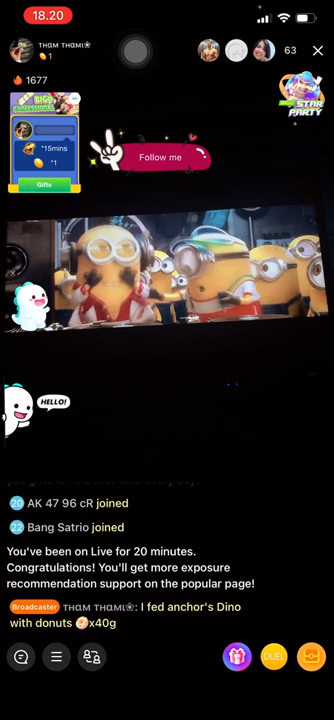 18.20
тнαм тнαмι❀
1
63
1677
BIGO
*15mins
*1
Gifts
STAR
PARTY
Follow me
HELLO!
20 AK 47 96 cR joined
22 Bang Satrio joined
You've been on Live for 20 minutes.
Congratulations! You'll get more exposure
recommendation support on the popular page!
Broadcaster тнαм тнαмι❀: I fed anchor's Dino
with donuts x40g
DUEL